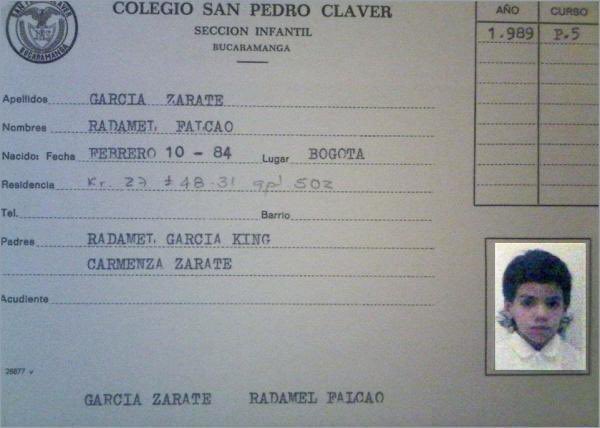 COLEGIO SAN PEDRO CLAVER
SECCION INFANTIL
BUCARAMANGA
AÑO CURSO
1.989 P.5
Apellidos GARCIA ZARATE
Nombres RADAMEL FALCAO
Nacido: Fecha FEBRERO 10 - 84 Lugar BOGOTA
Residencia Kr. 27 # 48-31 apt 502
Tel. Barrio
Padres RADAMEL GARCIA KING
CARMENZA ZARATE
Acudiente
GARCIA ZARATE RADAMEL FALCAO